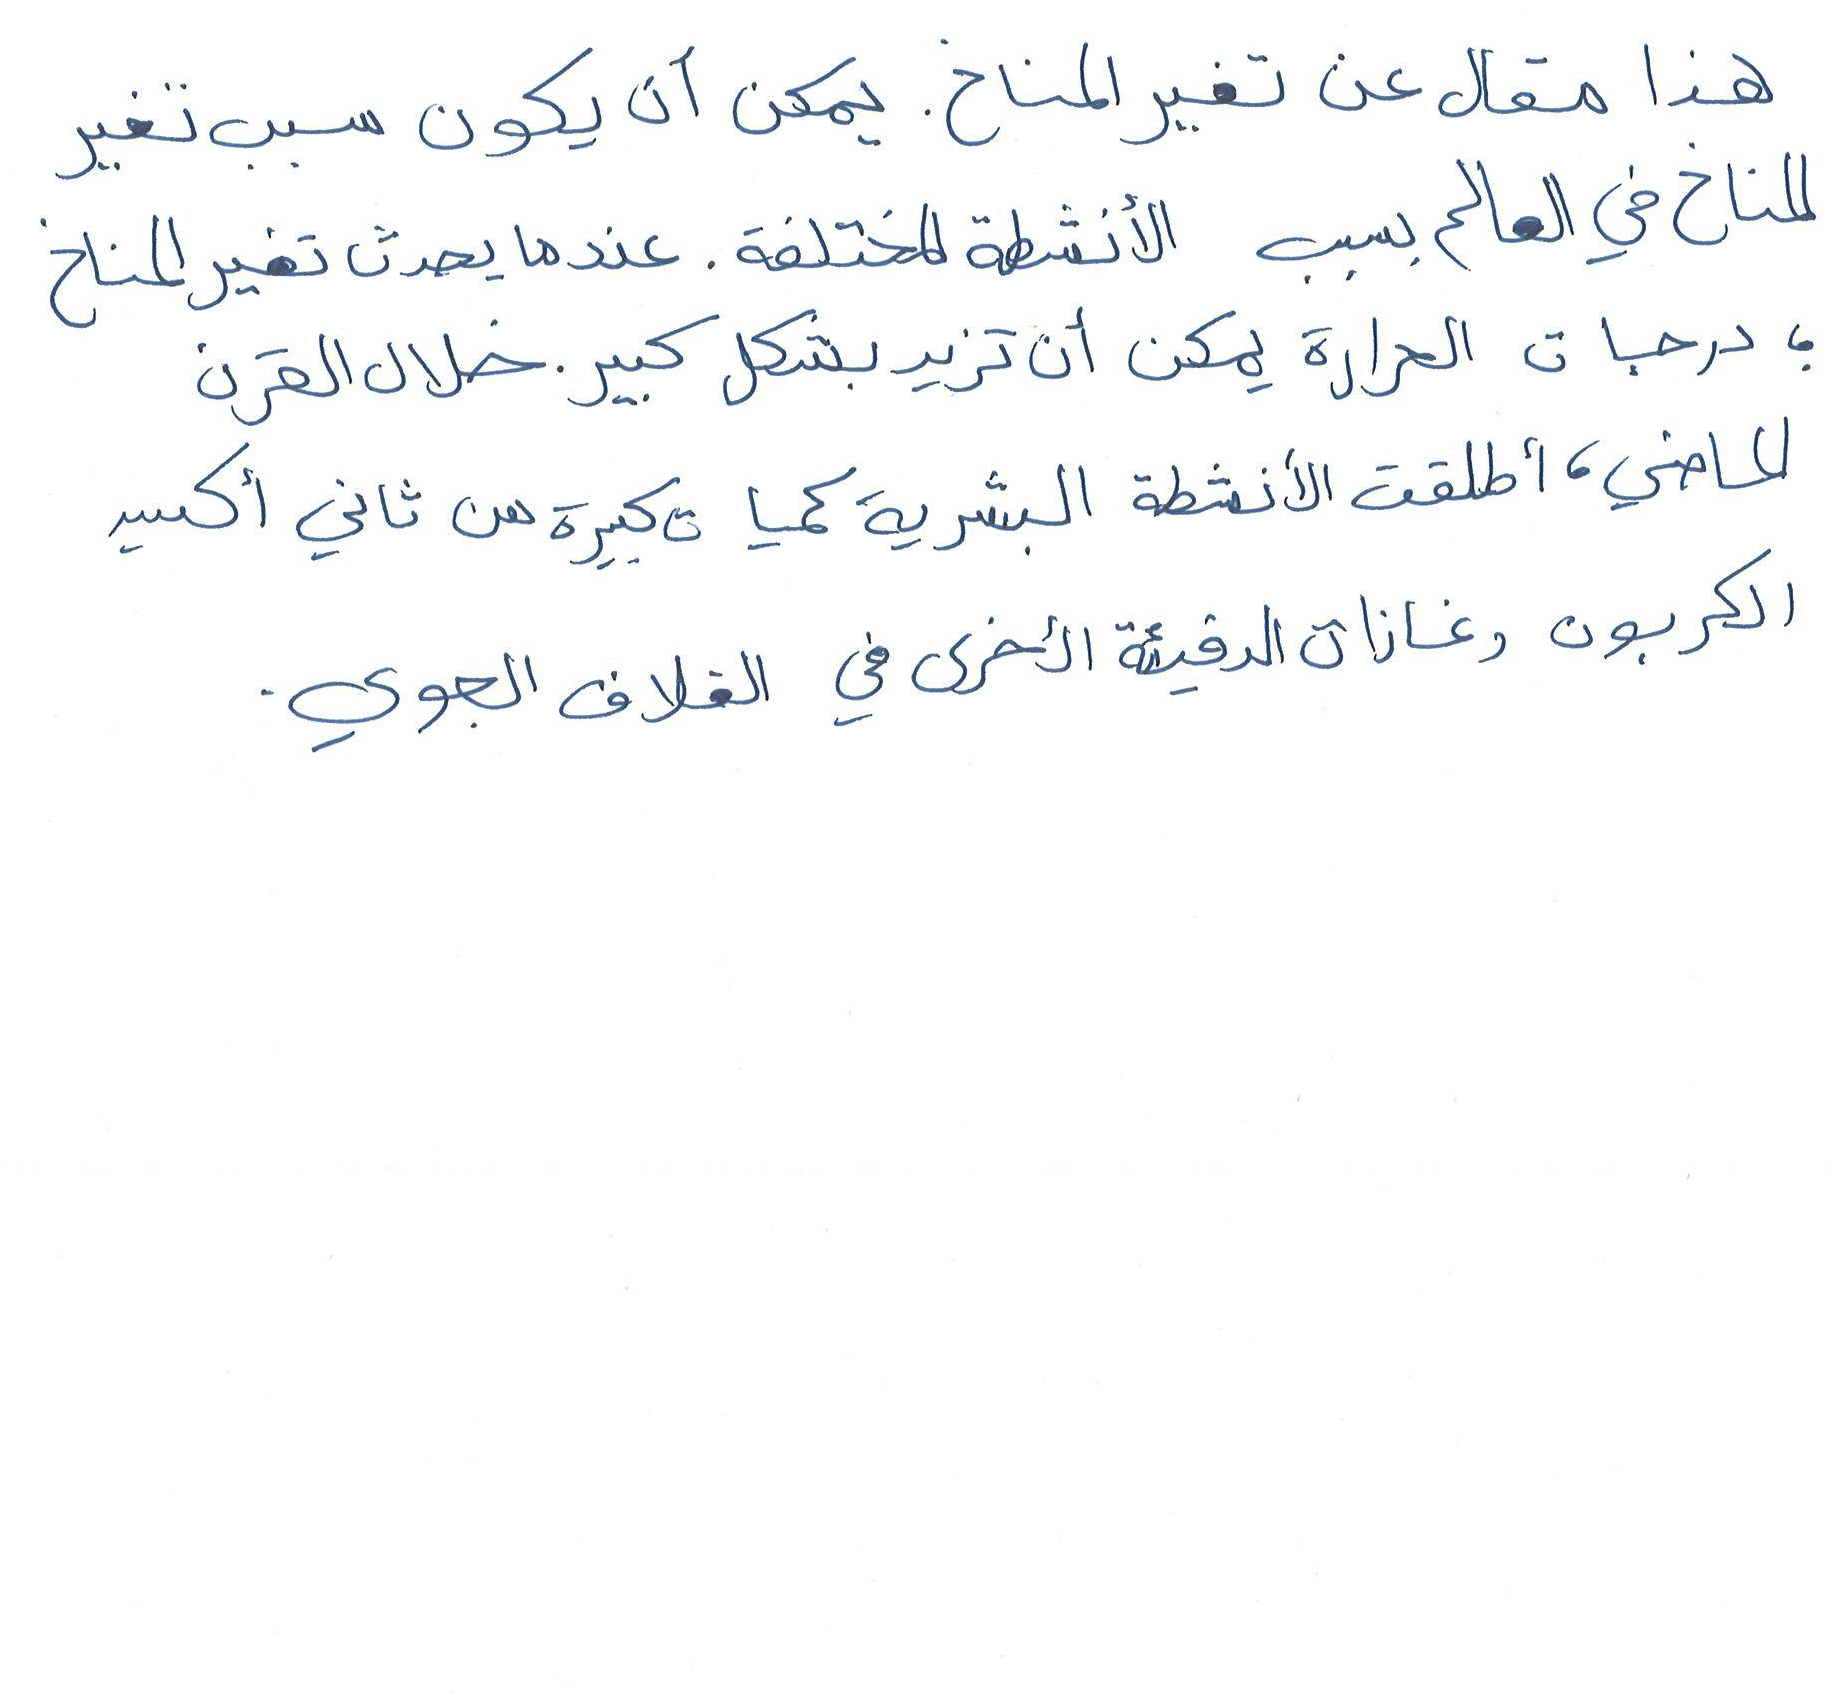 هذا مقال عن تغير المناخ. يمكن أن يكون سبب تغير
المناخ في العالم بسبب الأنشطة المختلفة. عندما يحدث تغير المناخ
، درجات الحرارة يمكن أن تزيد بشكل كبير. خلال القرن
الماضي، أطلقت الأنشطة البشرية كميات كبيرة من ثاني أكسيد
الكربون وغازات الدفيئة الأخرى في الغلاف الجوي.